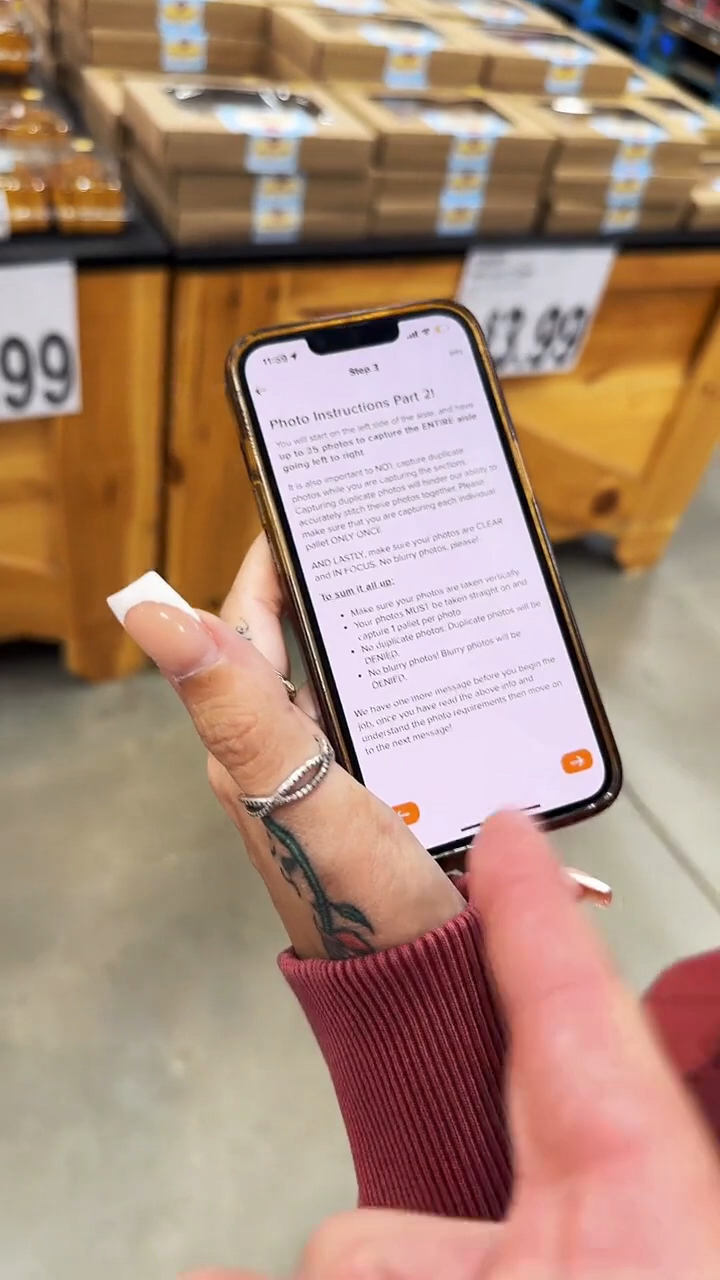 99
13.99
11:59
Step 3
Photo Instructions Part 2!
You will start on the left side of the aisle, and have
up to 25 photos to capture the ENTIRE aisle
going left to right.
It is also important to NOT capture duplicate
photos while you are capturing the sections.
Capturing duplicate photos will hinder our ability to
accurately stitch these photos together. Please
make sure that you are capturing each individual
pallet ONLY ONCE.
AND LASTLY, make sure your photos are CLEAR
and IN FOCUS. No blurry photos, please!
To sum it all up:
• Make sure your photos are taken vertically
• Your photos MUST be taken straight on and
capture 1 pallet per photo
• No duplicate photos. Duplicate photos will be
DENIED.
• No blurry photos! Blurry photos will be
DENIED.
We have one more message before you begin the
job, once you have read the above info and
understand the photo requirements then move on
to the next message!